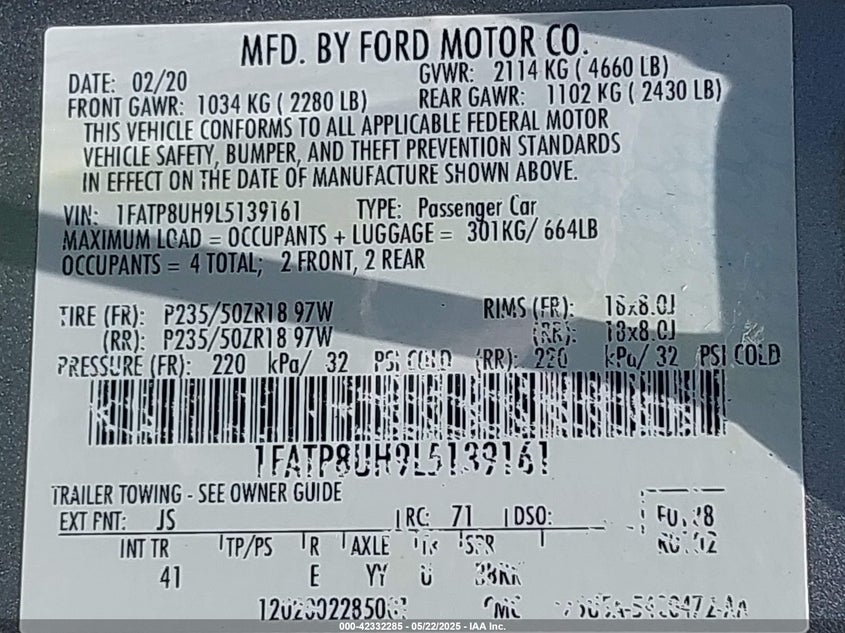 MFD. BY FORD MOTOR CO.
DATE: 02/20 GVWR: 2114 KG ( 4660 LB)
FRONT GAWR: 1034 KG ( 2280 LB) REAR GAWR: 1102 KG ( 2430 LB)
THIS VEHICLE CONFORMS TO ALL APPLICABLE FEDERAL MOTOR
VEHICLE SAFETY, BUMPER, AND THEFT PREVENTION STANDARDS
IN EFFECT ON THE DATE OF MANUFACTURE SHOWN ABOVE.
VIN: 1FATP8UH9L5139161 TYPE: Passenger Car
MAXIMUM LOAD = OCCUPANTS + LUGGAGE = 301KG/ 664LB
OCCUPANTS = 4 TOTAL; 2 FRONT, 2 REAR
TIRE (FR): P235/50ZR18 97W RIMS (FR): 18x8.0J
(RR): P235/50ZR18 97W (RR): 18x8.0J
PRESSURE (FR): 220 kPa/ 32 PSI COLD (RR): 220 kPa/ 32 PSI COLD
1FATP8UH9L5139161
TRAILER TOWING - SEE OWNER GUIDE
EXT PNT: JS RC: 71 DSO:
INT TR TP/PS R AXLE TR SPR
41 E YY U
000-42332285 - 05/22/2025 - IAA Inc.